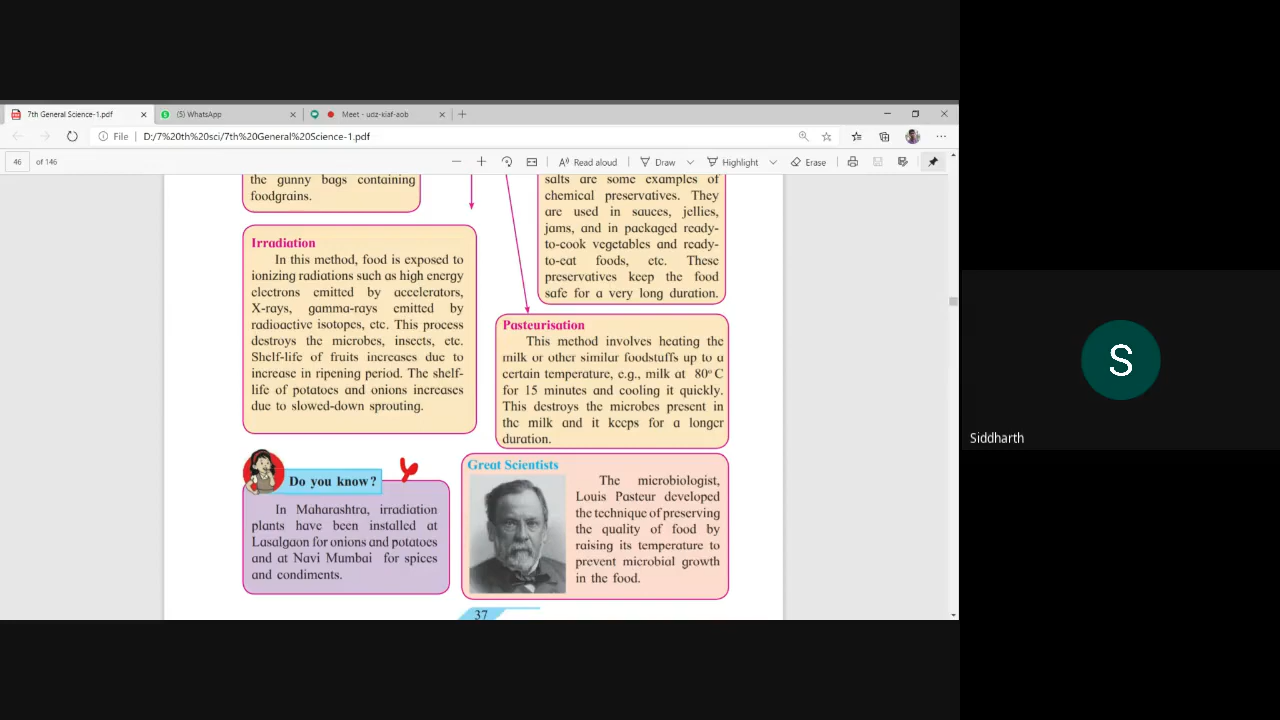 7th General Science-1.pdf
(5) WhatsApp
Meet - udz-kiaf-aob
File
D:/7%20th%20sci/7th%20General%20Science-1.pdf
46 of 146
Read aloud
Draw
Highlight
Erase
the gunny bags containing
foodgrains.
salts are some examples of
chemical preservatives. They
are used in sauces, jellies,
jams, and in packaged ready-
to-cook vegetables and ready-
to-eat foods, etc. These
preservatives keep the food
safe for a very long duration.
Irradiation
In this method, food is exposed to
ionizing radiations such as high energy
electrons emitted by accelerators,
X-rays, gamma-rays emitted by
radioactive isotopes, etc. This process
destroys the microbes, insects, etc.
Shelf-life of fruits increases due to
increase in ripening period. The shelf-
life of potatoes and onions increases
due to slowed-down sprouting.
Pasteurisation
This method involves heating the
milk or other similar foodstuffs up to a
certain temperature, e.g., milk at 80°C
for 15 minutes and cooling it quickly.
This destroys the microbes present in
the milk and it keeps for a longer
duration.
Do you know?
In Maharashtra, irradiation
plants have been installed at
Lasalgaon for onions and potatoes
and at Navi Mumbai for spices
and condiments.
Great Scientists
The microbiologist,
Louis Pasteur developed
the technique of preserving
the quality of food by
raising its temperature to
prevent microbial growth
in the food.
37
S
Siddharth